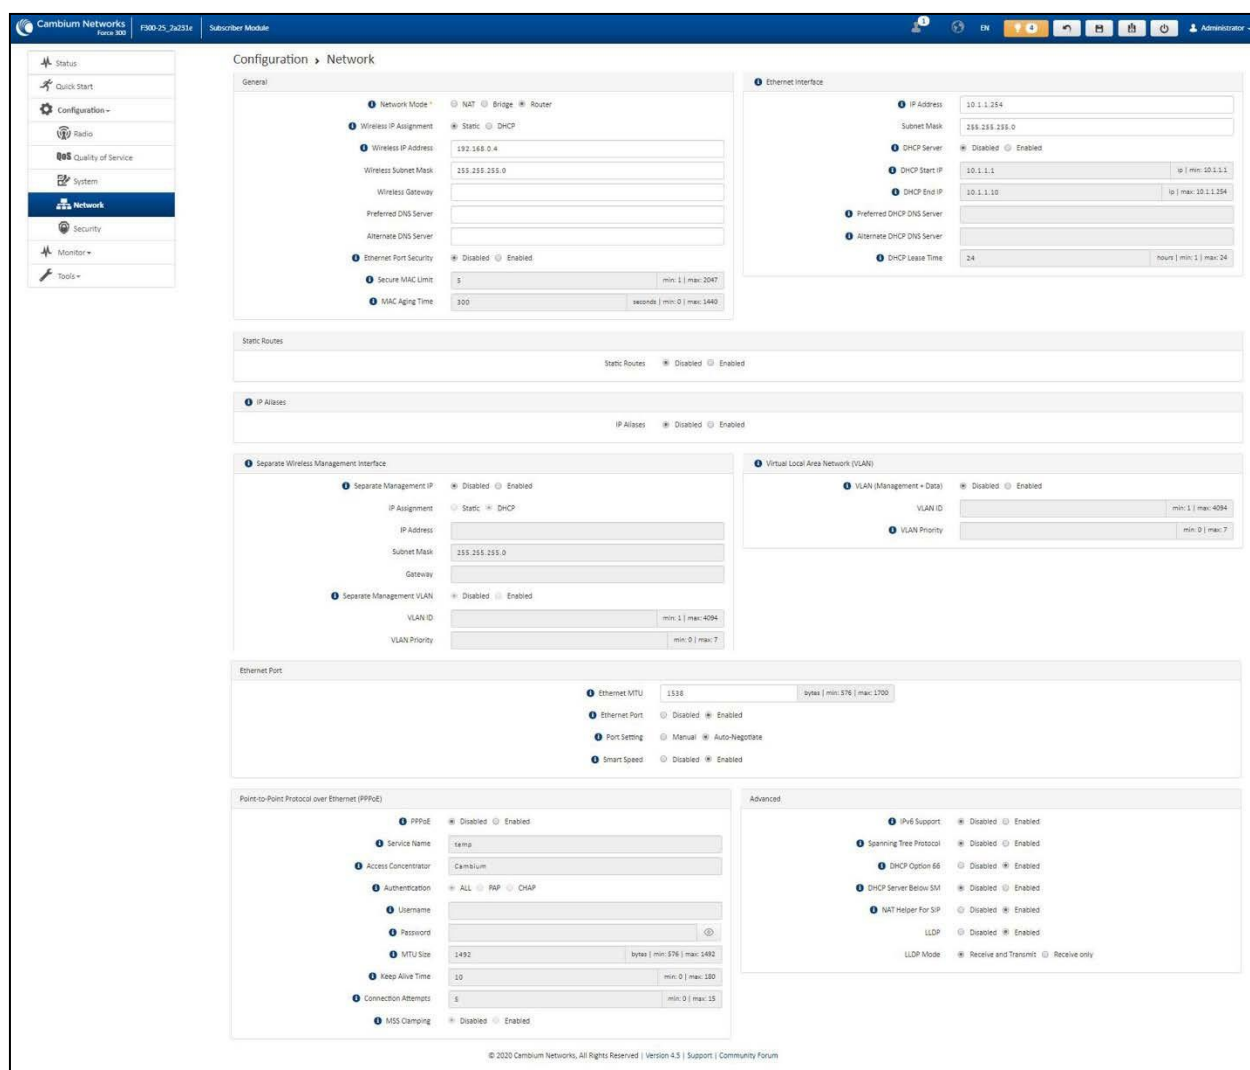 Cambium Networks
Force 300
F300-25_2a231e
Subscriber Module
1
EN
4
Administrator
Status
Quick Start
Configuration
Radio
QoS Quality of Service
System
Network
Security
Monitor
Tools
Configuration > Network
General
Network Mode * NAT Bridge Router
Wireless IP Assignment Static DHCP
Wireless IP Address 192.168.0.4
Wireless Subnet Mask 255.255.255.0
Wireless Gateway
Preferred DNS Server
Alternate DNS Server
Ethernet Port Security Disabled Enabled
Secure MAC Limit 5 min: 1 | max: 2047
MAC Aging Time 300 seconds | min: 0 | max: 1440
Ethernet Interface
IP Address 10.1.1.254
Subnet Mask 255.255.255.0
DHCP Server Disabled Enabled
DHCP Start IP 10.1.1.1 ip | min: 10.1.1.1
DHCP End IP 10.1.1.10 ip | max: 10.1.1.254
Preferred DHCP DNS Server
Alternate DHCP DNS Server
DHCP Lease Time 24 hours | min: 1 | max: 24
Static Routes
Static Routes Disabled Enabled
IP Aliases
IP Aliases Disabled Enabled
Separate Wireless Management Interface
Separate Management IP Disabled Enabled
IP Assignment Static DHCP
IP Address
Subnet Mask 255.255.255.0
Gateway
Separate Management VLAN Disabled Enabled
VLAN ID min: 1 | max: 4094
VLAN Priority min: 0 | max: 7
Virtual Local Area Network (VLAN)
VLAN (Management + Data) Disabled Enabled
VLAN ID min: 1 | max: 4094
VLAN Priority min: 0 | max: 7
Ethernet Port
Ethernet MTU 1536 bytes | min: 576 | max: 1700
Ethernet Port Disabled Enabled
Port Setting Manual Auto-Negotiate
Smart Speed Disabled Enabled
Point-to-Point Protocol over Ethernet (PPPoE)
PPPoE Disabled Enabled
Service Name temp
Access Concentrator Cambium
Authentication ALL PAP CHAP
Username
Password
MTU Size 1492 bytes | min: 576 | max: 1492
Keep Alive Time 10 min: 0 | max: 180
Connection Attempts 5 min: 0 | max: 15
MSS Clamping Disabled Enabled
Advanced
IPv6 Support Disabled Enabled
Spanning Tree Protocol Disabled Enabled
DHCP Option 66 Disabled Enabled
DHCP Server Below SM Disabled Enabled
NAT Helper For SIP Disabled Enabled
LLDP Disabled Enabled
LLDP Mode Receive and Transmit Receive only
© 2020 Cambium Networks, All Rights Reserved | Version 4.5 | Support | Community Forum